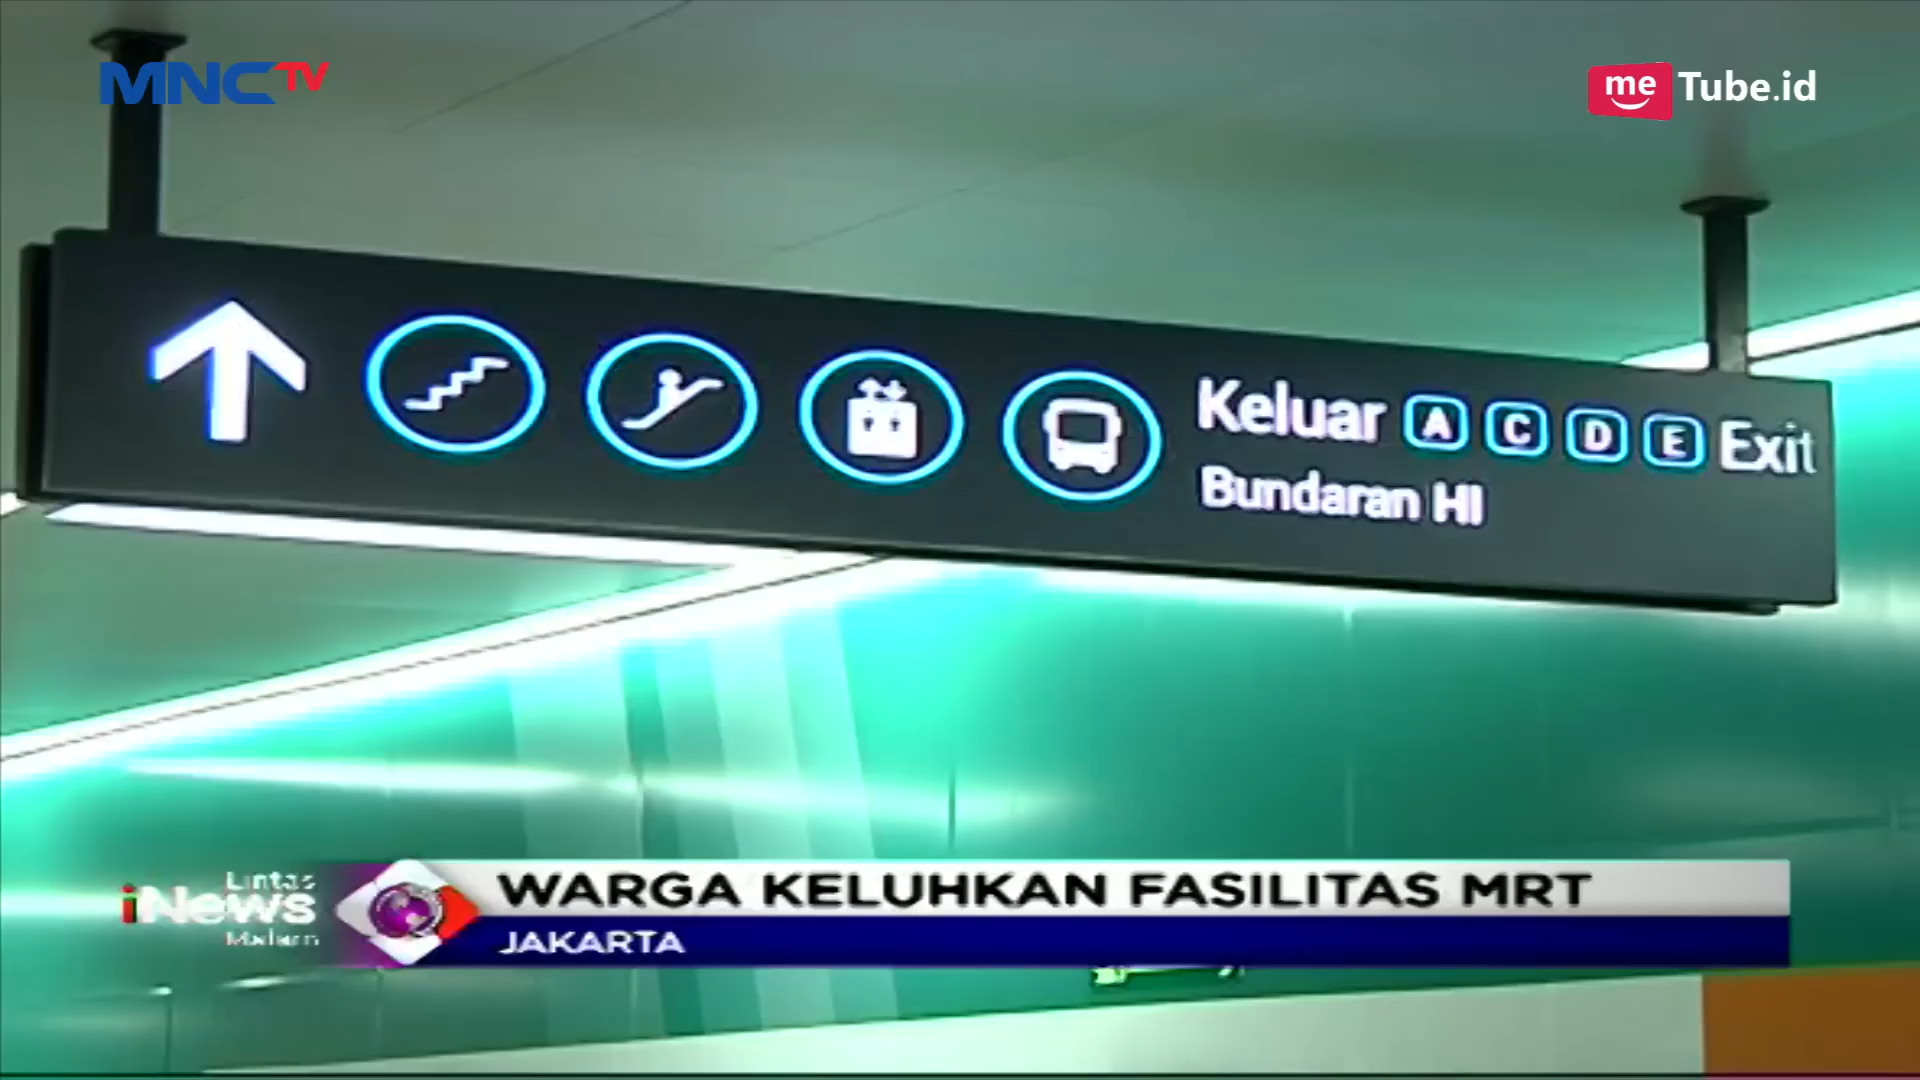 MNCTV
me Tube.id
Keluar A C D E Exit
Bundaran HI
Lintas
iNews
Malam
WARGA KELUHKAN FASILITAS MRT
JAKARTA